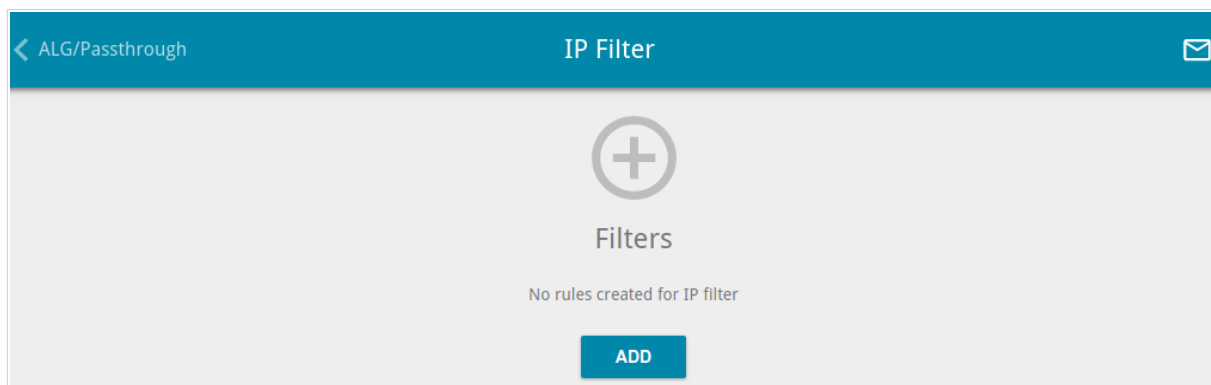 ALG/Passthrough
IP Filter
Filters
No rules created for IP filter
ADD